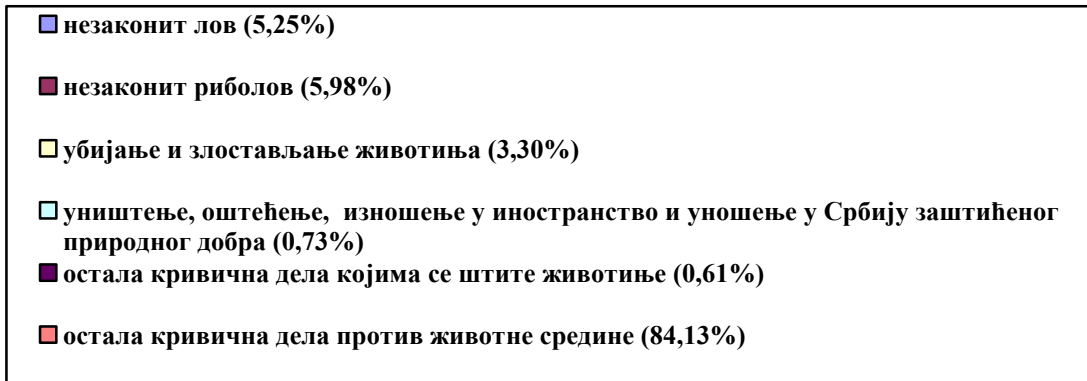 незаконит лов (5,25%)
незаконит риболов (5,98%)
убијање и злостављање животиња (3,30%)
уништење, оштећење, изношење у иностранство и уношење у Србију заштићеног
природног добра (0,73%)
остала кривична дела којима се штите животиње (0,61%)
остала кривична дела против животне средине (84,13%)